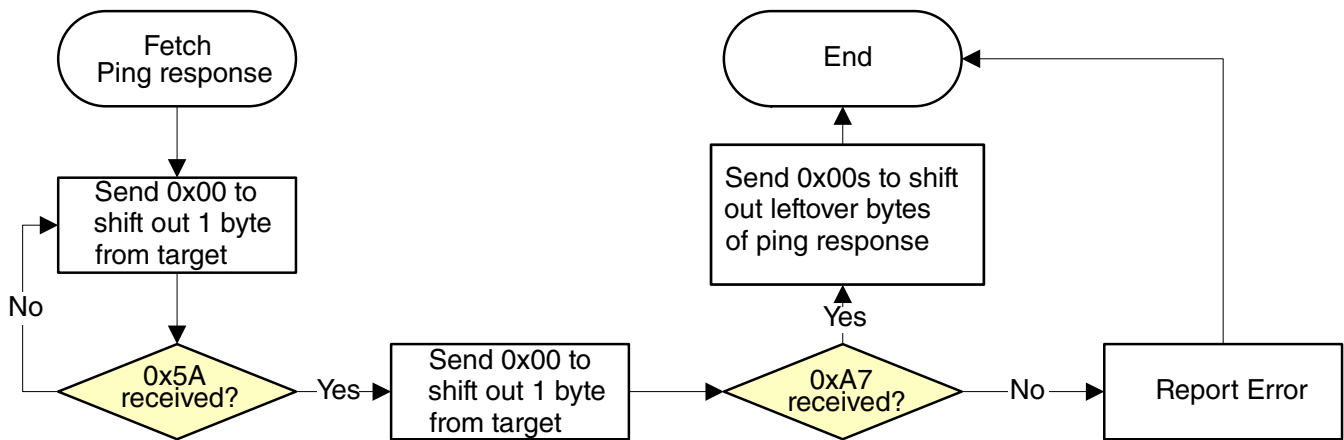 Fetch
Ping response
Send 0x00 to
shift out 1 byte
from target
No
0x5A
received?
Yes
Send 0x00 to
shift out 1 byte
from target
0xA7
received?
Yes
Send 0x00s to shift
out leftover bytes
of ping response
End
No
Report Error